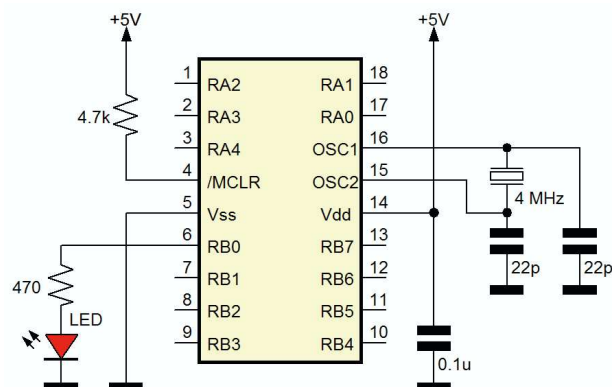 +5V
+5V
1 RA2 RA1 18
2 RA3 RA0 17
4.7k
3 RA4 OSC1 16
4 /MCLR OSC2 15
4 MHz
5 Vss Vdd 14
6 RB0 RB7 13
22p
22p
7 RB1 RB6 12
470
8 RB2 RB5 11
LED
9 RB3 RB4 10
0.1u